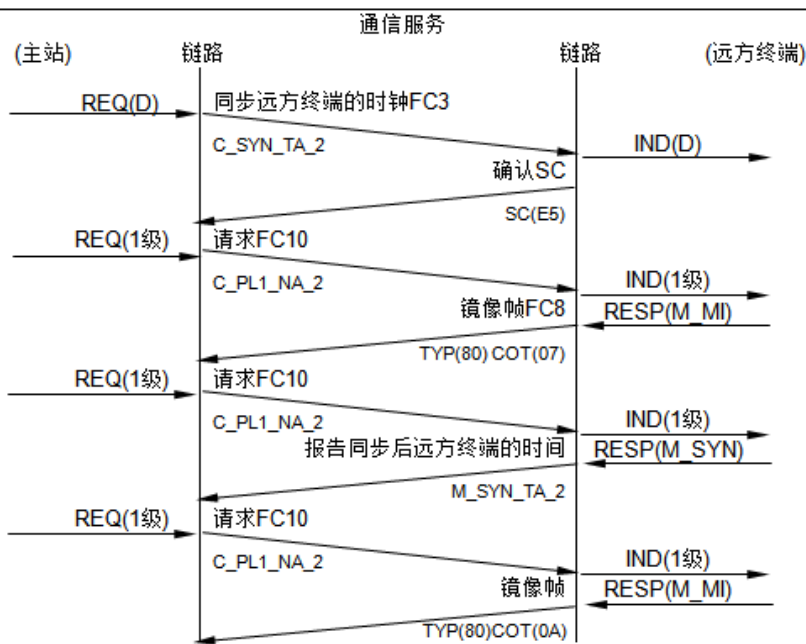 通信服务
(主站) 链路 链路 (远方终端)
REQ(D) 同步远方终端的时钟FC3
C_SYN_TA_2 IND(D)
确认SC
SC(E5)
REQ(1级) 请求FC10
C_PL1_NA_2 IND(1级)
镜像帧FC8 RESP(M_MI)
TYP(80) COT(07)
REQ(1级) 请求FC10
C_PL1_NA_2 IND(1级)
报告同步后远方终端的时间 RESP(M_SYN)
M_SYN_TA_2
REQ(1级) 请求FC10
C_PL1_NA_2 IND(1级)
镜像帧 RESP(M_MI)
TYP(80)COT(0A)